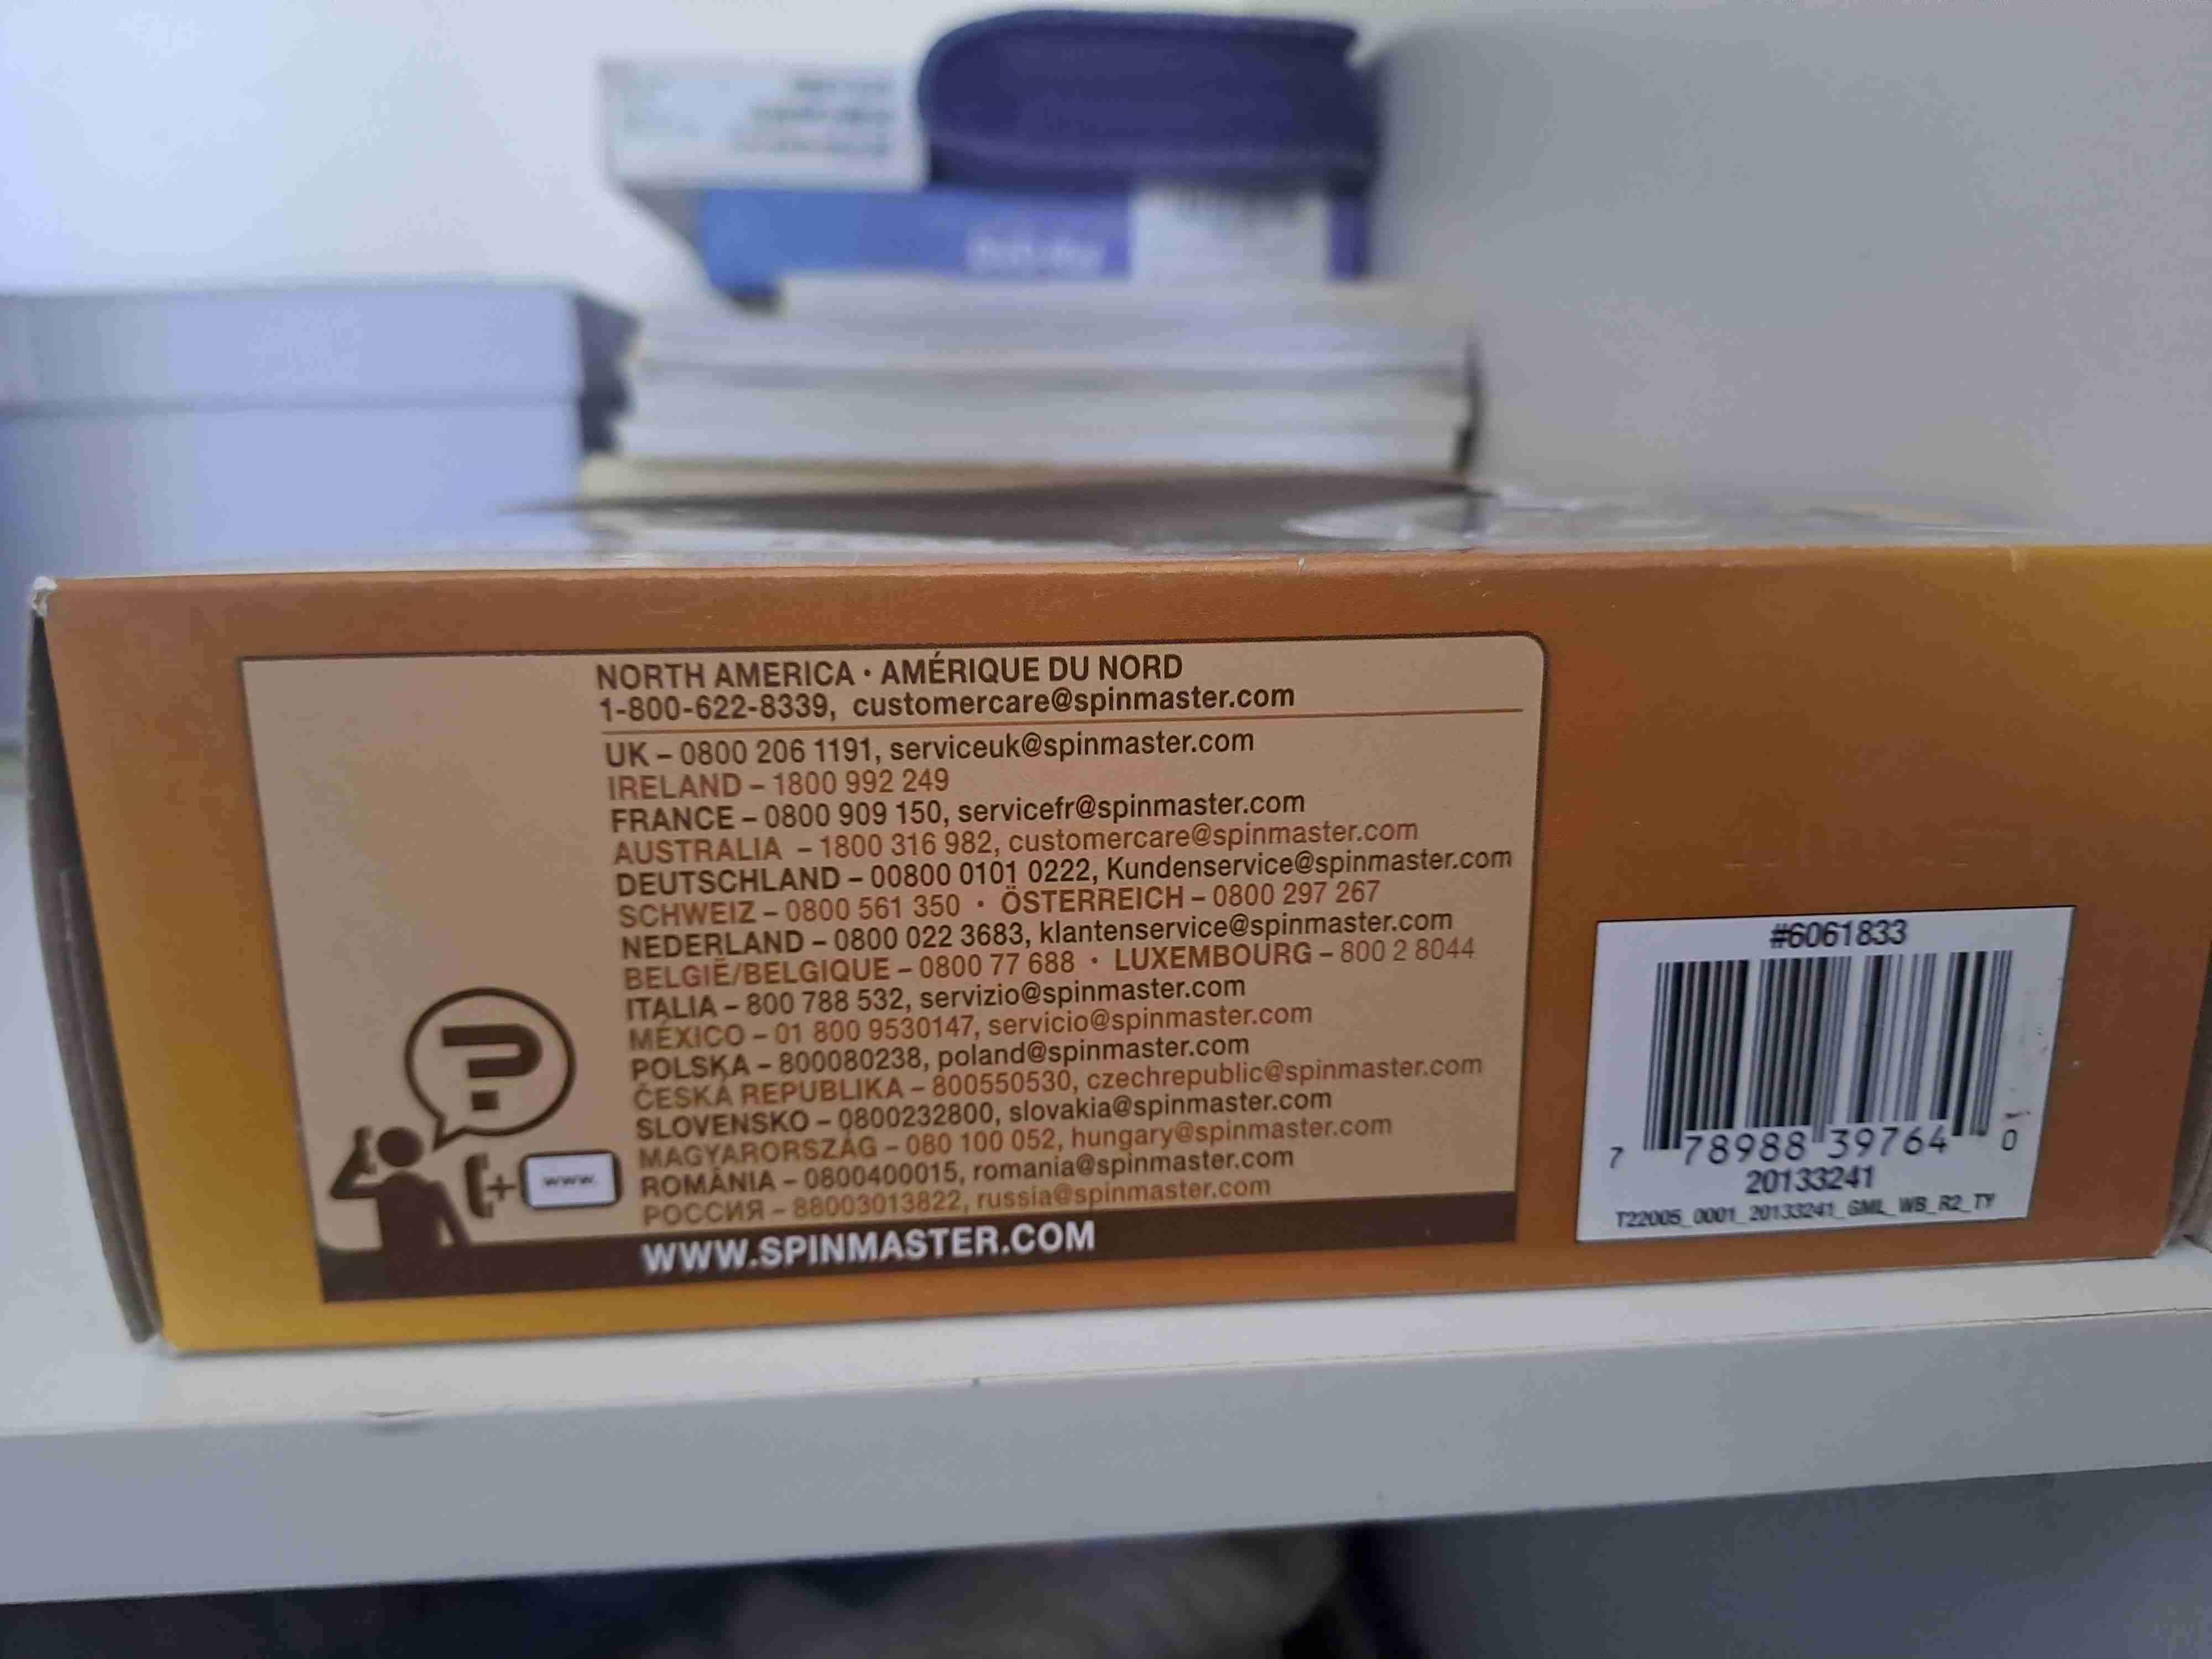 NORTH AMERICA • AMÉRIQUE DU NORD
1-800-622-8339, customercare@spinmaster.com
UK – 0800 206 1191, serviceuk@spinmaster.com
IRELAND – 1800 992 249
FRANCE – 0800 909 150, servicefr@spinmaster.com
AUSTRALIA – 1800 316 982, customercare@spinmaster.com
DEUTSCHLAND – 00800 0101 0222, Kundenservice@spinmaster.com
SCHWEIZ – 0800 561 350 • ÖSTERREICH – 0800 297 267
NEDERLAND – 0800 022 3683, klantenservice@spinmaster.com
BELGIË/BELGIQUE – 0800 77 688 • LUXEMBOURG – 800 2 8044
ITALIA – 800 788 532, servizio@spinmaster.com
MÉXICO – 01 800 9530147, servicio@spinmaster.com
POLSKA – 800080238, poland@spinmaster.com
ČESKÁ REPUBLIKA – 800550530, czechrepublic@spinmaster.com
SLOVENSKO – 0800232800, slovakia@spinmaster.com
MAGYARORSZÁG – 080 100 052, hungary@spinmaster.com
ROMÂNIA – 0800400015, romania@spinmaster.com
РОССИЯ – 88003013822, russia@spinmaster.com
www.
WWW.SPINMASTER.COM
#6061833
7 78988 39764 0
20133241
T22005_0001_20133241_GML_WB_R2_TY